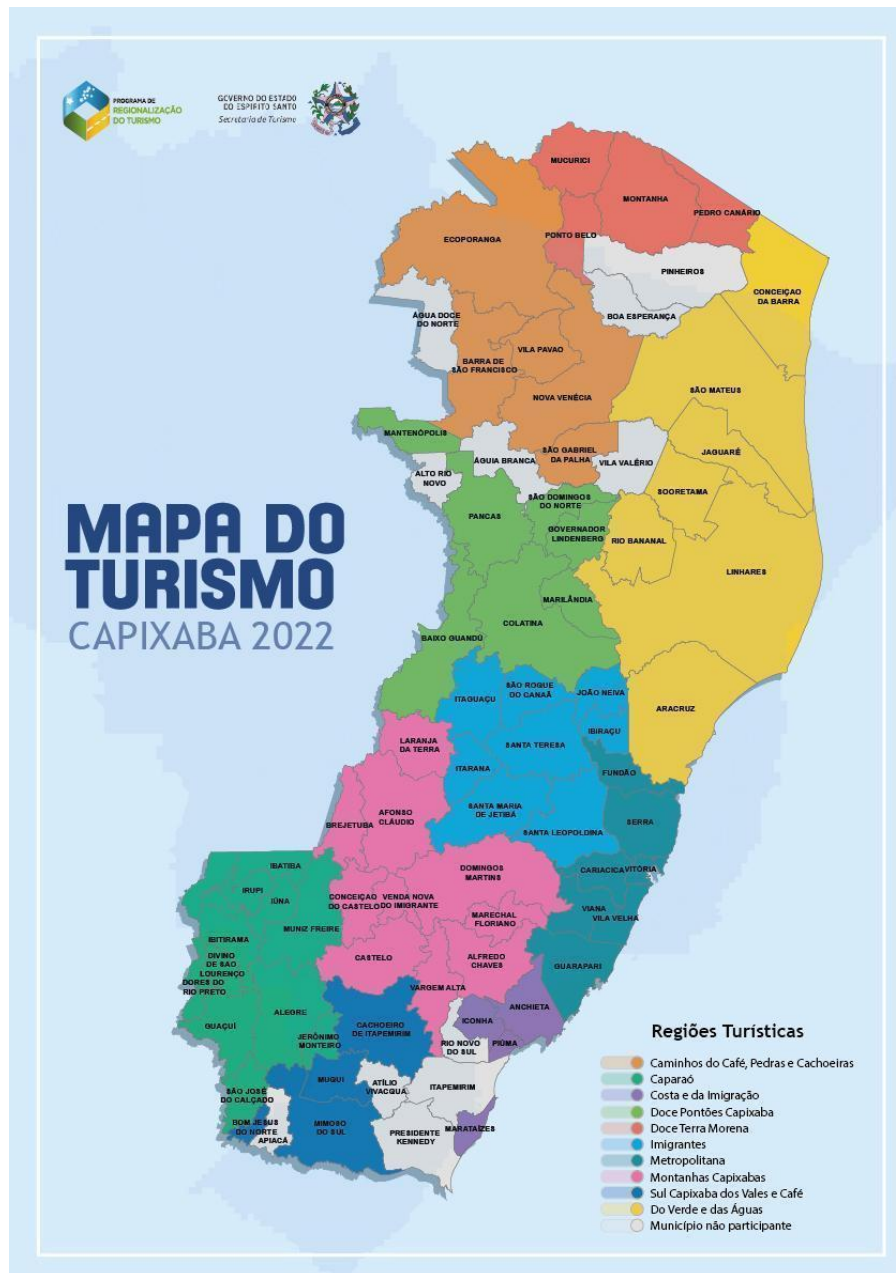 PROGRAMA DE
REGIONALIZAÇÃO
DO TURISMO
GOVERNO DO ESTADO
DO ESPÍRITO SANTO
Secretaria de Turismo
MUCURICI
MONTANHA
PEDRO CANÁRIO
PONTO BELO
ECOPORANGA
PINHEIROS
CONCEIÇAO
DA BARRA
ÁGUA DOCE
DO NORTE
BOA ESPERANÇA
VILA PAVAO
BARRA DE
SÃO FRANCISCO
SÃO MATEUS
NOVA VENÉCIA
MANTENÓPOLIS
SÃO GABRIEL
DA PALHA
JAGUARÉ
ÁGUIA BRANCA
VILA VALÉRIO
ALTO RIO
NOVO
SOORETAMA
SÃO DOMINGOS
DO NORTE
PANCAS
GOVERNADOR
LINDENBERG
RIO BANANAL
LINHARES
MAPA DO
TURISMO
CAPIXABA 2022
MARILÂNDIA
COLATINA
BAIXO GUANDÚ
SÃO ROQUE
DO CANAÃ
JOÃO NEIVA
ITAGUAÇU
ARACRUZ
IBIRAÇU
LARANJA
DA TERRA
SANTA TERESA
ITARANA
FUNDÃO
SANTA MARIA
DE JETIBÁ
AFONSO
CLÁUDIO
SERRA
BREJETUBA
SANTA LEOPOLDINA
IBATIBA
DOMINGOS
MARTINS
CARIACICA
VITÓRIA
IRUPI
IÚNA
CONCEIÇAO
DO CASTELO
VENDA NOVA
DO IMIGRANTE
VIANA
VILA VELHA
MARECHAL
FLORIANO
MUNIZ FREIRE
IBITIRAMA
DIVINO
DE SAO
LOURENÇO
CASTELO
ALFREDO
CHAVES
GUARAPARI
DORES DO
RIO PRETO
VARGEM ALTA
ANCHIETA
ALEGRE
GUAÇUÍ
CACHOEIRO
DE ITAPEMIRIM
ICONHA
JERÔNIMO
MONTEIRO
RIO NOVO
DO SUL
PIÚMA
MUQUI
ATÍLIO
VIVACQUA
ITAPEMIRIM
SÃO JOSÉ
DO CALÇADO
BOM JESUS
DO NORTE
APIACÁ
MIMOSO
DO SUL
PRESIDENTE
KENNEDY
MARATAÍZES
Regiões Turísticas
Caminhos do Café, Pedras e Cachoeiras
Caparaó
Costa e da Imigração
Doce Pontões Capixaba
Doce Terra Morena
Imigrantes
Metropolitana
Montanhas Capixabas
Sul Capixaba dos Vales e Café
Do Verde e das Águas
Município não participante